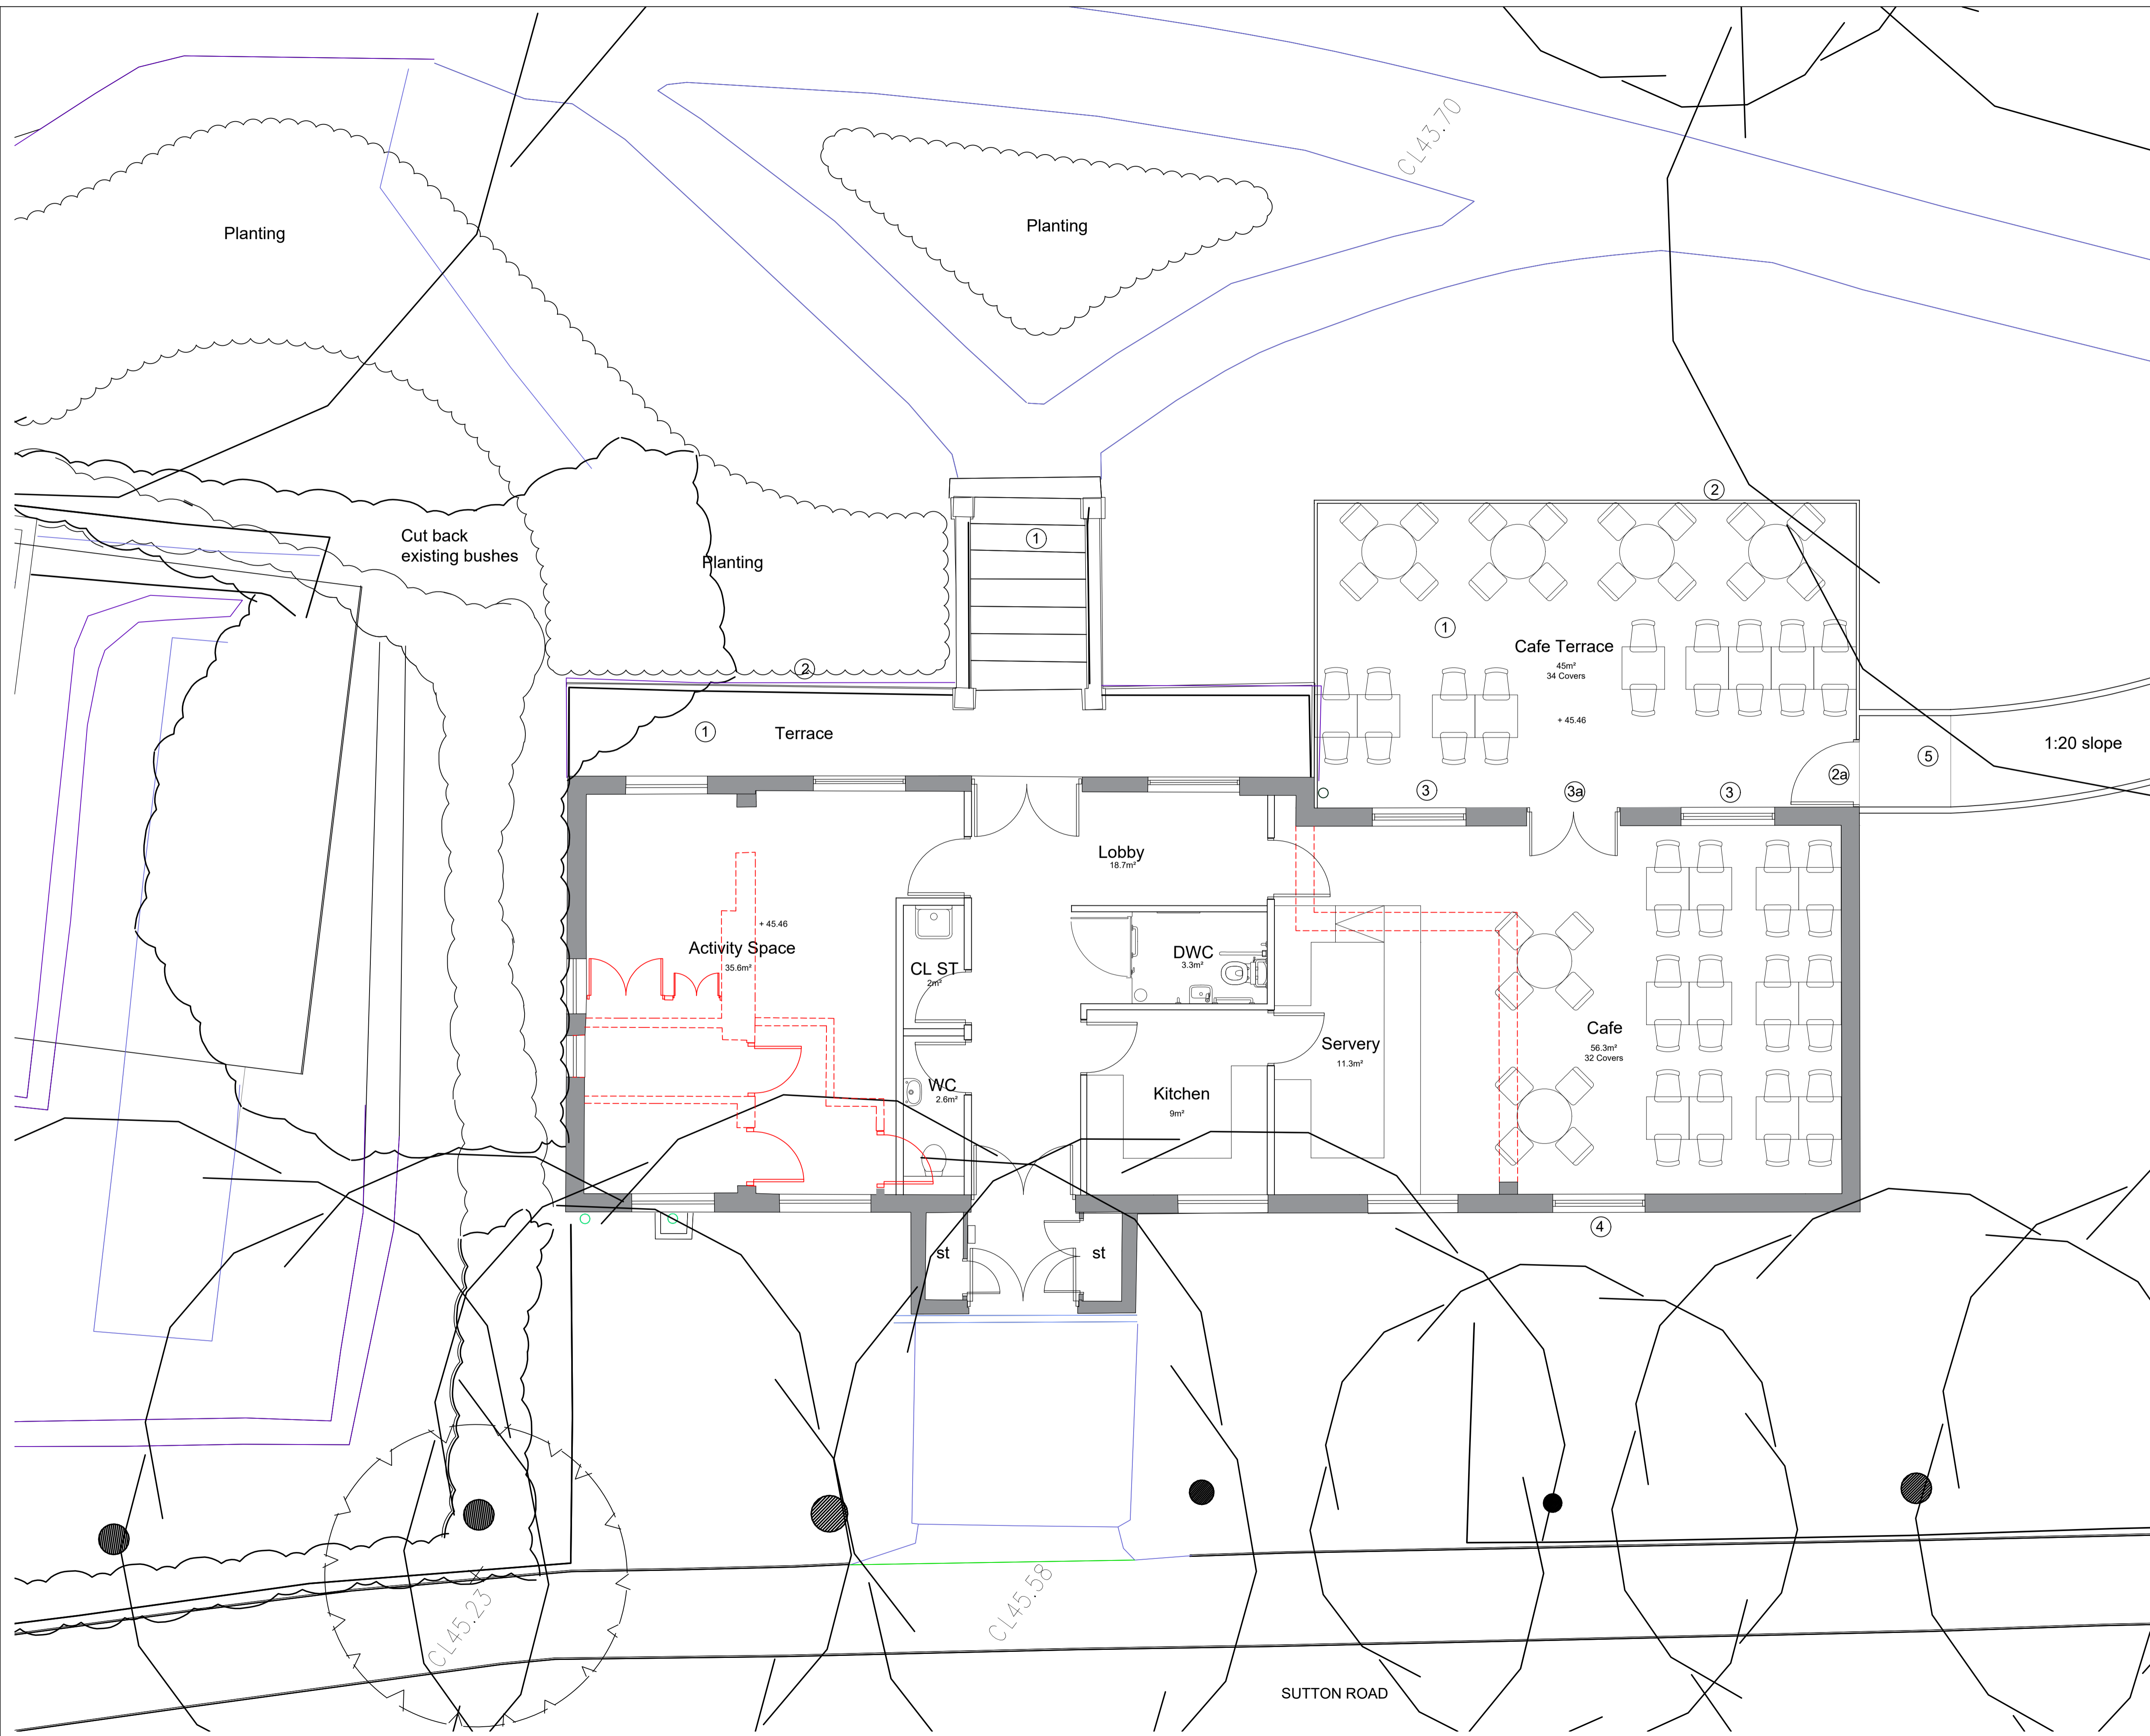 CL43.70
Planting
Planting
2
Cut back
existing bushes
1
Planting
1
Cafe Terrace
45m²
34 Covers
2
+ 45.46
1
Terrace
1:20 slope
5
2a
3
3a
3
Lobby
18.7m²
+ 45.46
Activity Space
35.6m²
CL ST
2m²
DWC
3.3m²
Cafe
56.3m²
32 Covers
Servery
11.3m²
WC
2.6m²
Kitchen
9m²
4
st
st
CL45.23
CL45.58
SUTTON ROAD